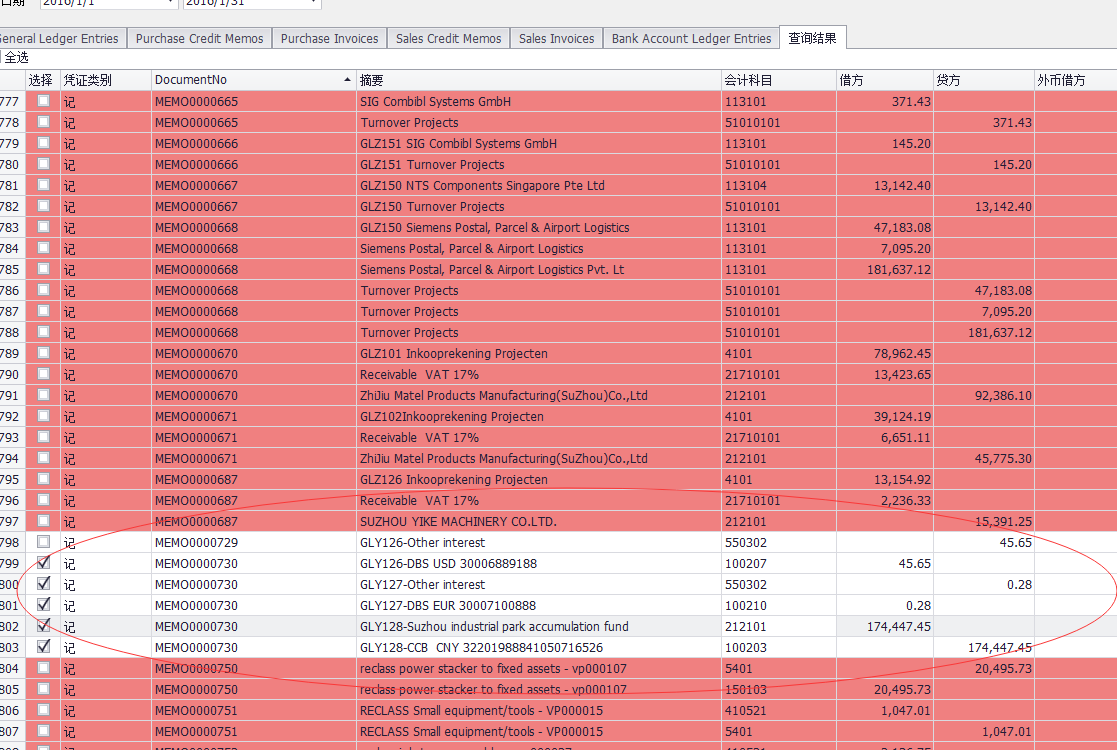 日期 2016/1/1 2016/1/31
General Ledger Entries Purchase Credit Memos Purchase Invoices Sales Credit Memos Sales Invoices Bank Account Ledger Entries 查询结果
全选
选择 凭证类别 DocumentNo 摘要 会计科目 借方 贷方 外币借方
777 记 MEMO0000665 SIG Combibl Systems GmbH 113101 371.43
778 记 MEMO0000665 Turnover Projects 51010101 371.43
779 记 MEMO0000666 GLZ151 SIG Combibl Systems GmbH 113101 145.20
780 记 MEMO0000666 GLZ151 Turnover Projects 51010101 145.20
781 记 MEMO0000667 GLZ150 NTS Components Singapore Pte Ltd 113104 13,142.40
782 记 MEMO0000667 GLZ150 Turnover Projects 51010101 13,142.40
783 记 MEMO0000668 GLZ150 Siemens Postal, Parcel & Airport Logistics 113101 47,183.08
784 记 MEMO0000668 Siemens Postal, Parcel & Airport Logistics 113101 7,095.20
785 记 MEMO0000668 Siemens Postal, Parcel & Airport Logistics Pvt. Lt 113101 181,637.12
786 记 MEMO0000668 Turnover Projects 51010101 47,183.08
787 记 MEMO0000668 Turnover Projects 51010101 7,095.20
788 记 MEMO0000668 Turnover Projects 51010101 181,637.12
789 记 MEMO0000670 GLZ101 Inkooprekening Projecten 4101 78,962.45
790 记 MEMO0000670 Receivable VAT 17% 21710101 13,423.65
791 记 MEMO0000670 ZhiJiu Matel Products Manufacturing(SuZhou)Co.,Ltd 212101 92,386.10
792 记 MEMO0000671 GLZ102Inkooprekening Projecten 4101 39,124.19
793 记 MEMO0000671 Receivable VAT 17% 21710101 6,651.11
794 记 MEMO0000671 ZhiJiu Matel Products Manufacturing(SuZhou)Co.,Ltd 212101 45,775.30
795 记 MEMO0000687 GLZ126 Inkooprekening Projecten 4101 13,154.92
796 记 MEMO0000687 Receivable VAT 17% 21710101 2,236.33
797 记 MEMO0000687 SUZHOU YIKE MACHINERY CO.LTD. 212101 15,391.25
798 记 MEMO0000729 GLY126-Other interest 550302 45.65
799 记 MEMO0000730 GLY126-DBS USD 30006889188 100207 45.65
800 记 MEMO0000730 GLY127-Other interest 550302 0.28
801 记 MEMO0000730 GLY127-DBS EUR 30007100888 100210 0.28
802 记 MEMO0000730 GLY128-Suzhou industrial park accumulation fund 212101 174,447.45
803 记 MEMO0000730 GLY128-CCB CNY 32201988841050716526 100203 174,447.45
804 记 MEMO0000750 reclass power stacker to fixed assets - vp000107 5401 20,495.73
805 记 MEMO0000750 reclass power stacker to fixed assets - vp000107 150103 20,495.73
806 记 MEMO0000751 RECLASS Small equipment/tools - VP000015 410521 1,047.01
807 记 MEMO0000751 RECLASS Small equipment/tools - VP000015 5401 1,047.01